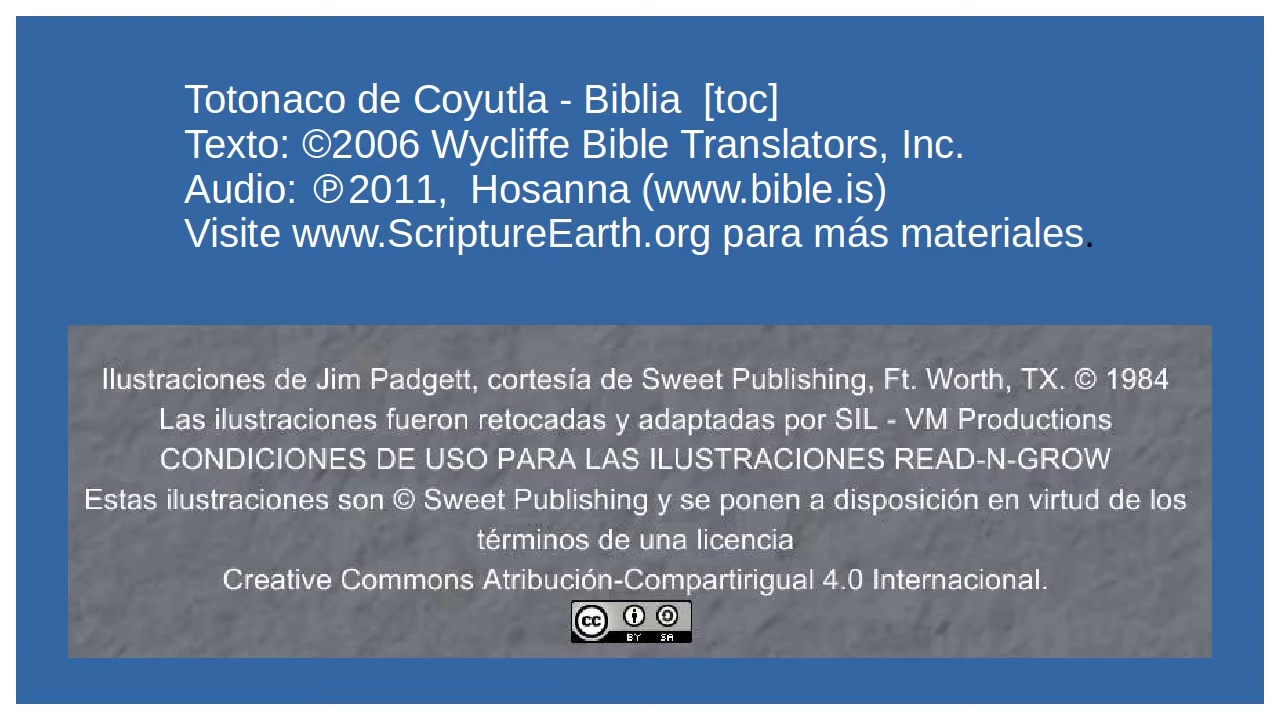 Totonaco de Coyutla - Biblia  [toc]
Texto: ©2006 Wycliffe Bible Translators, Inc.
Audio: ℗2011,  Hosanna (www.bible.is)
Visite www.ScriptureEarth.org para más materiales.
Ilustraciones de Jim Padgett, cortesía de Sweet Publishing, Ft. Worth, TX. © 1984
Las ilustraciones fueron retocadas y adaptadas por SIL - VM Productions
CONDICIONES DE USO PARA LAS ILUSTRACIONES READ-N-GROW
Estas ilustraciones son © Sweet Publishing y se ponen a disposición en virtud de los
términos de una licencia
Creative Commons Atribución-Compartirigual 4.0 Internacional.
cc
BY SA